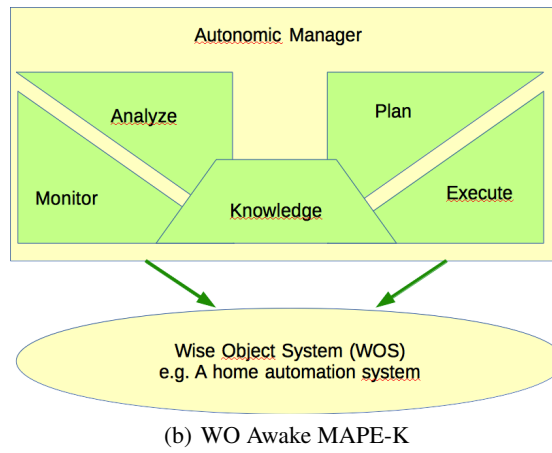 Autonomic Manager
Analyze
Plan
Monitor
Execute
Knowledge
Wise Object System (WOS)
e.g. A home automation system
(b) WO Awake MAPE-K